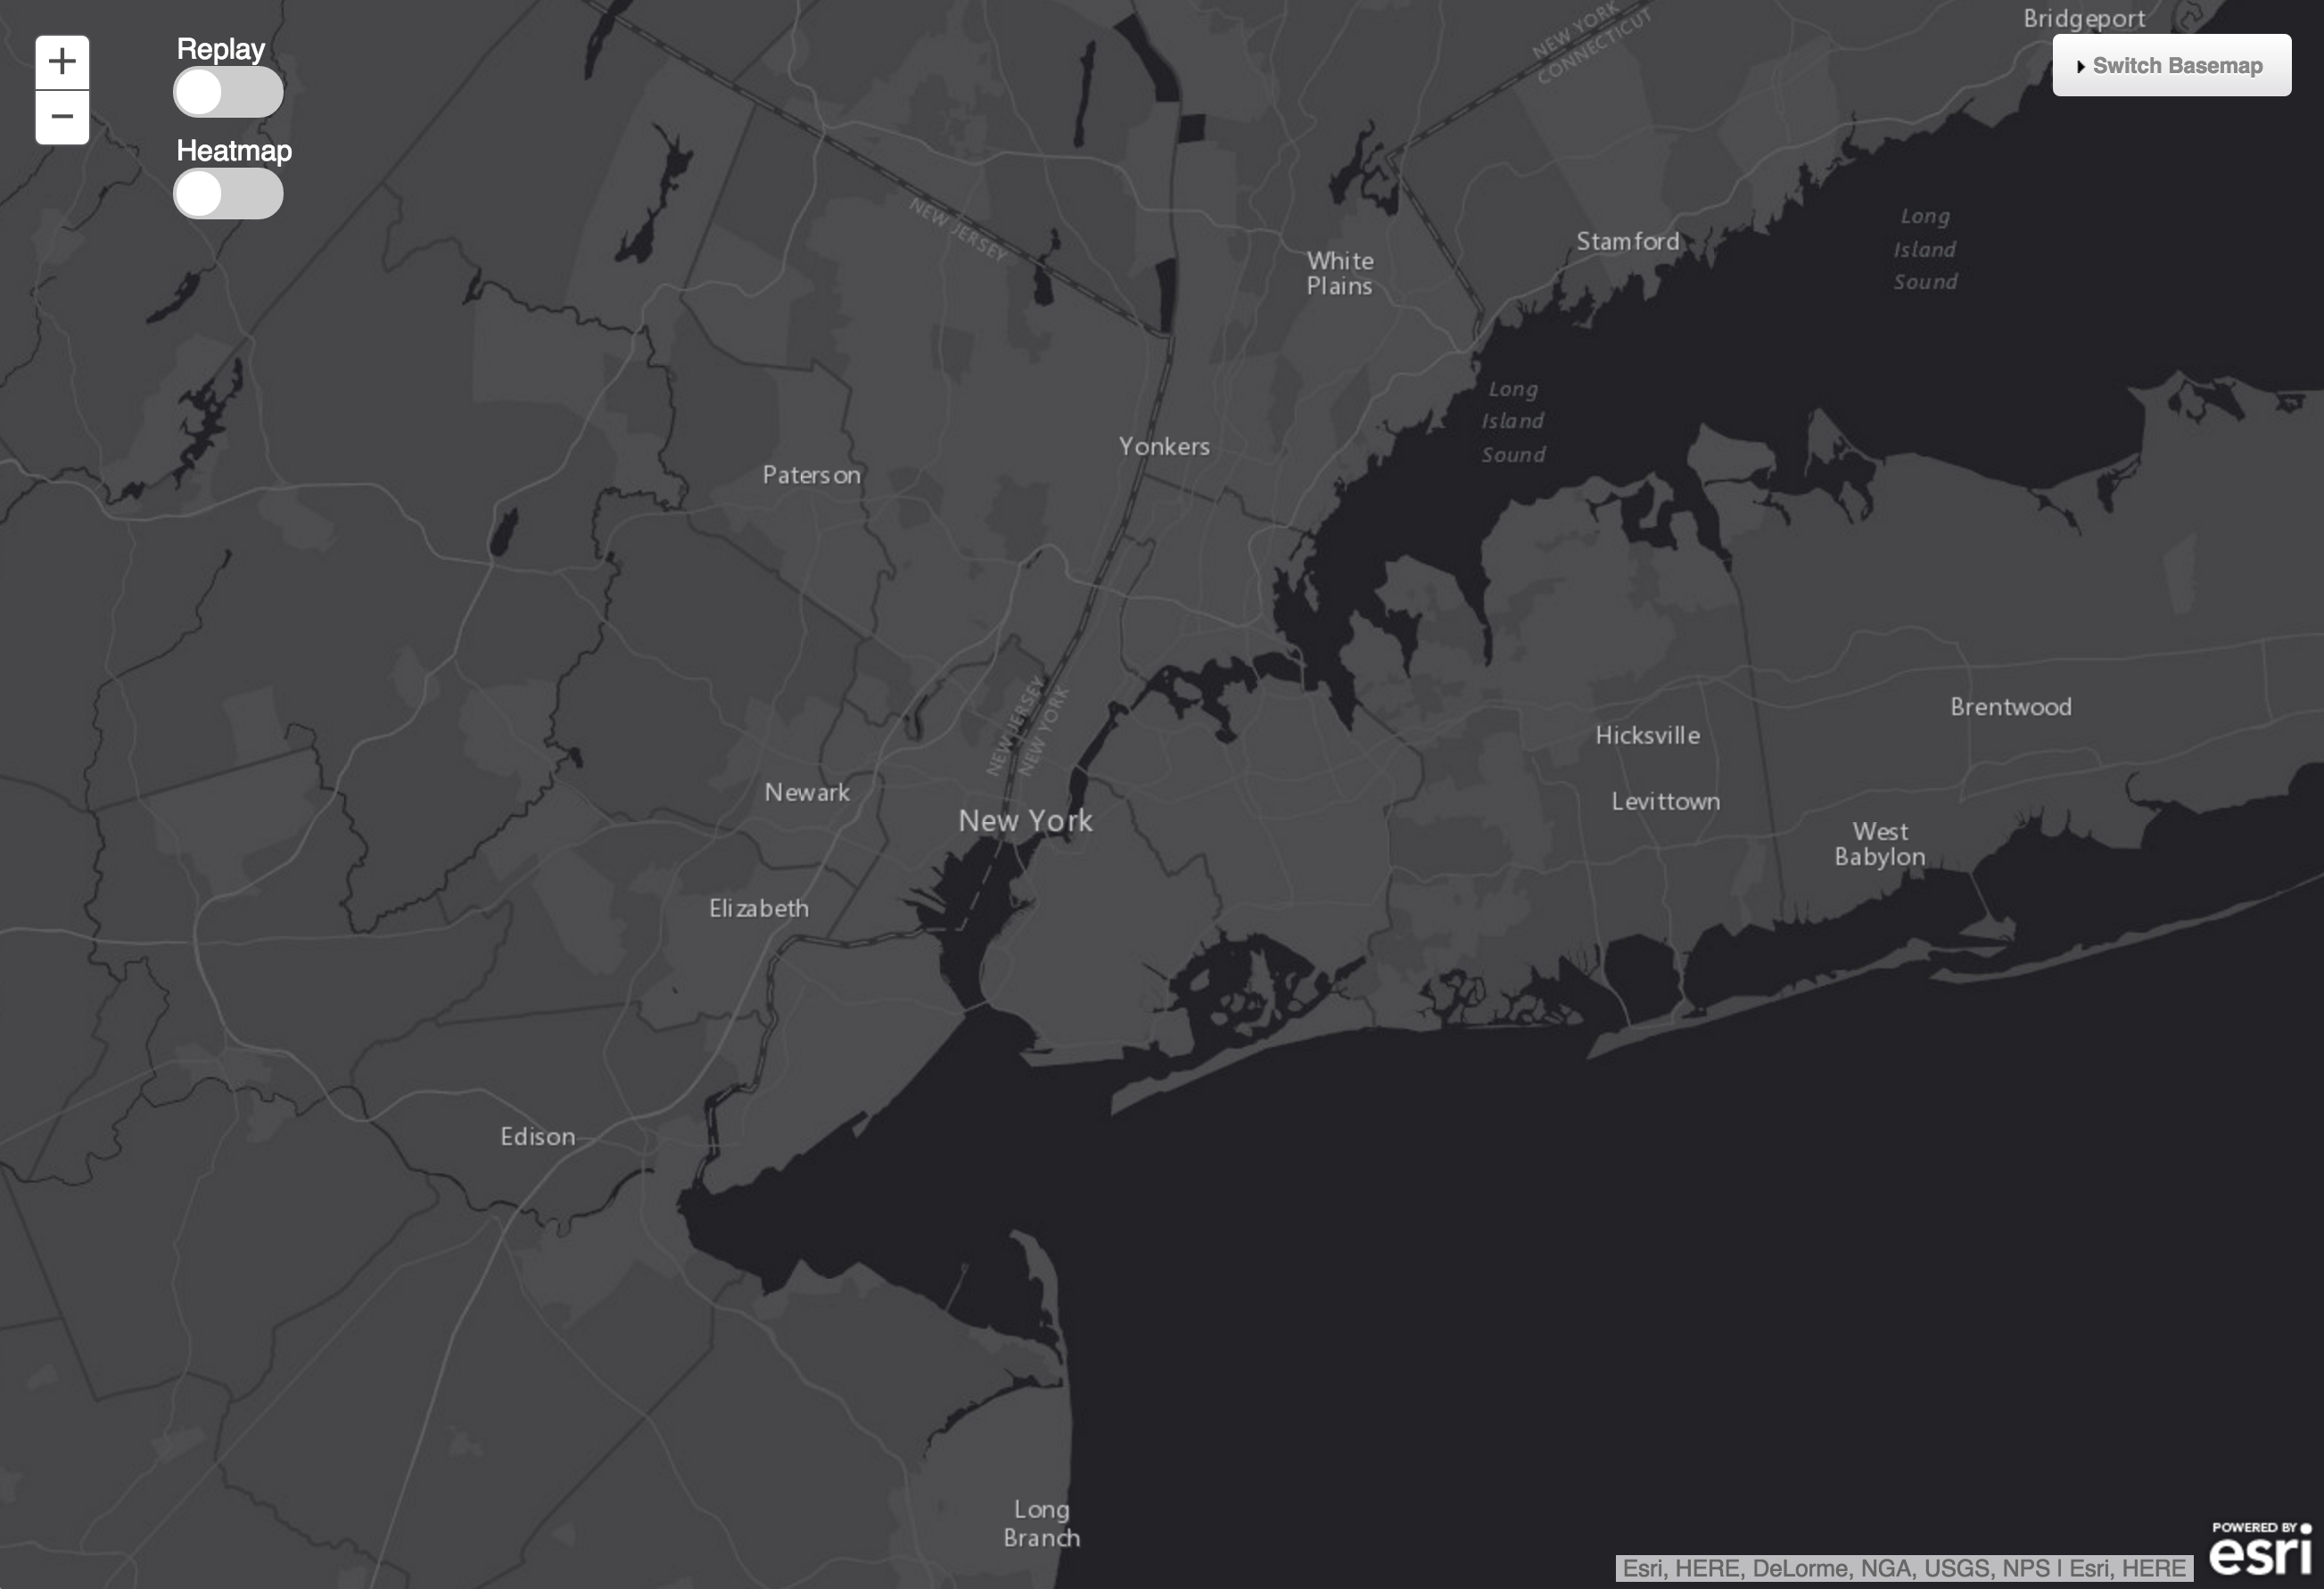 Replay
Heatmap
+
−
NEW YORK
CONNECTICUT
Bridgeport
Switch Basemap
NEW JERSEY
White
Plains
Stamford
Long
Island
Sound
Long
Island
Sound
Yonkers
Paterson
NEW JERSEY
NEW YORK
Hicksville
Brentwood
Newark
New York
Levittown
West
Babylon
Elizabeth
Edison
Long
Branch
POWERED BY
esri
Esri, HERE, DeLorme, NGA, USGS, NPS | Esri, HERE